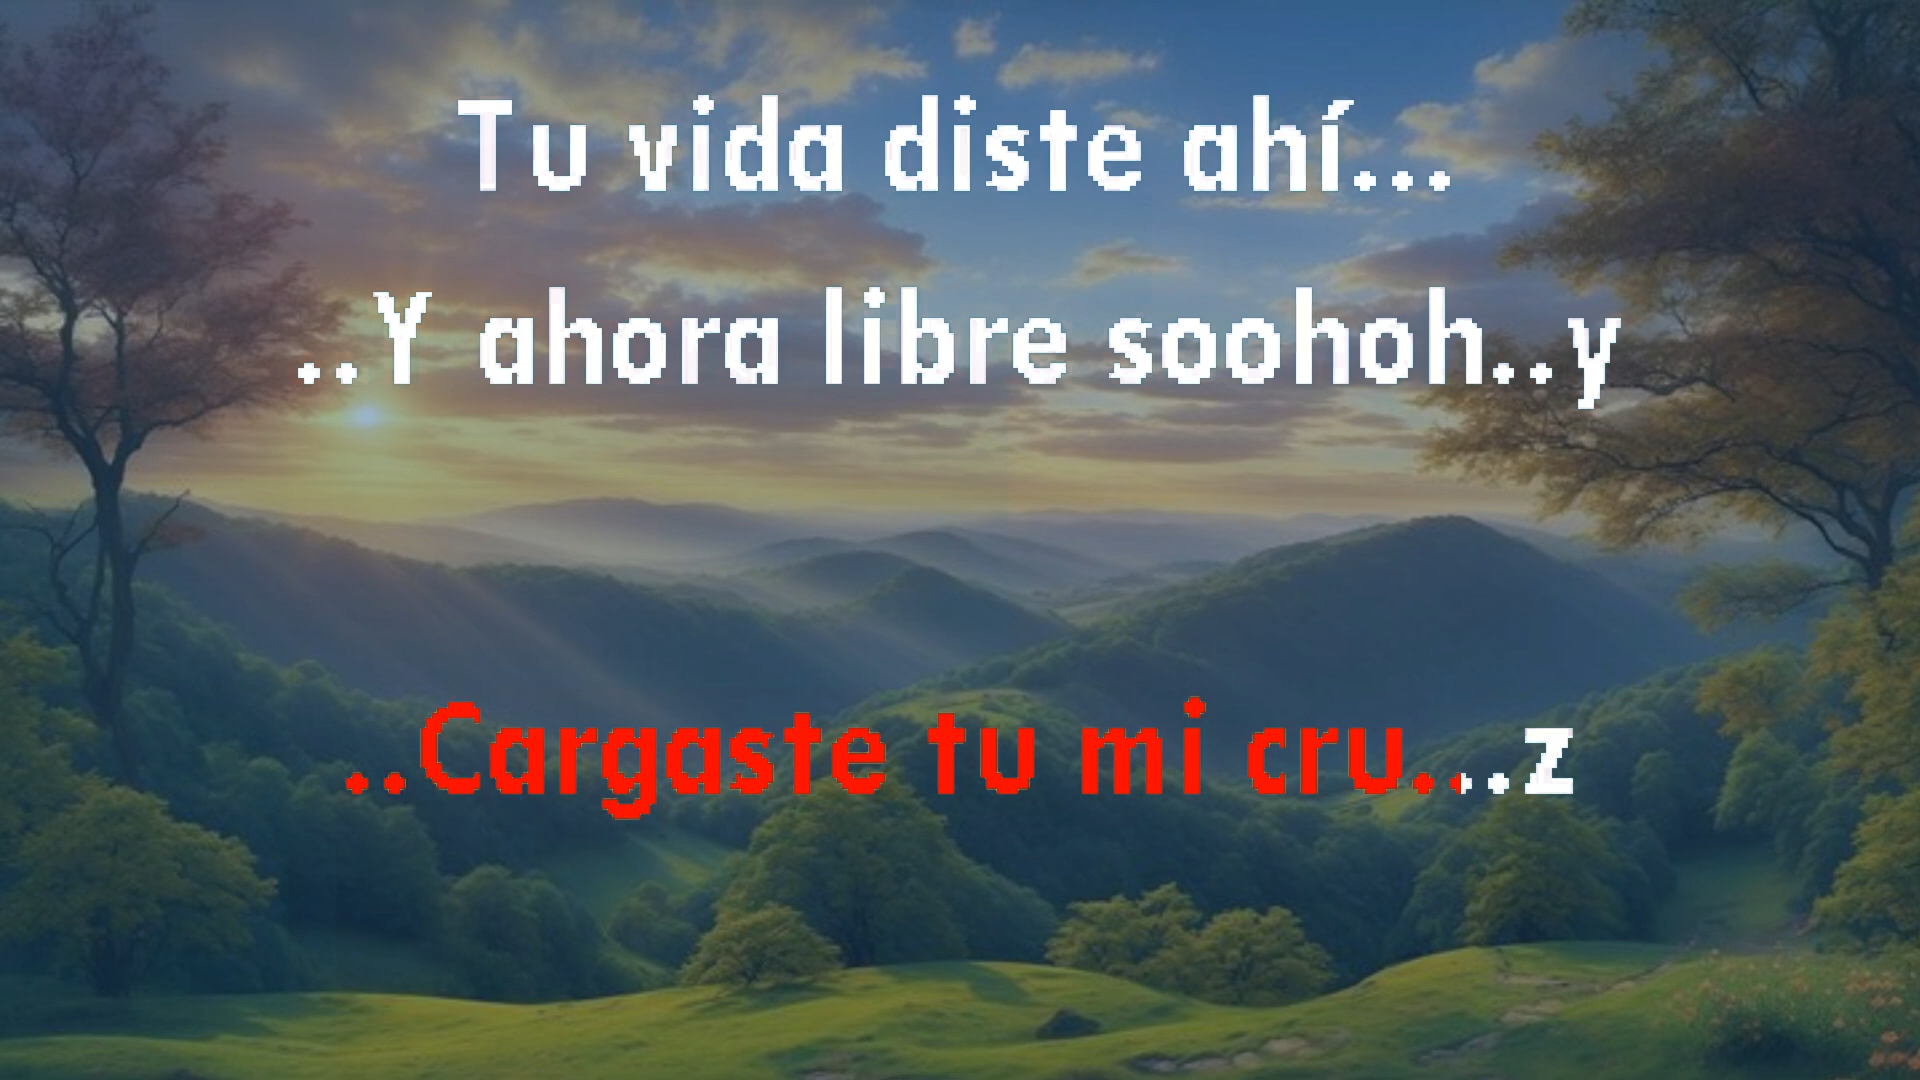 Tu vida diste ahí...
..Y ahora libre soohoh..y
..Cargaste tu mi cru...z